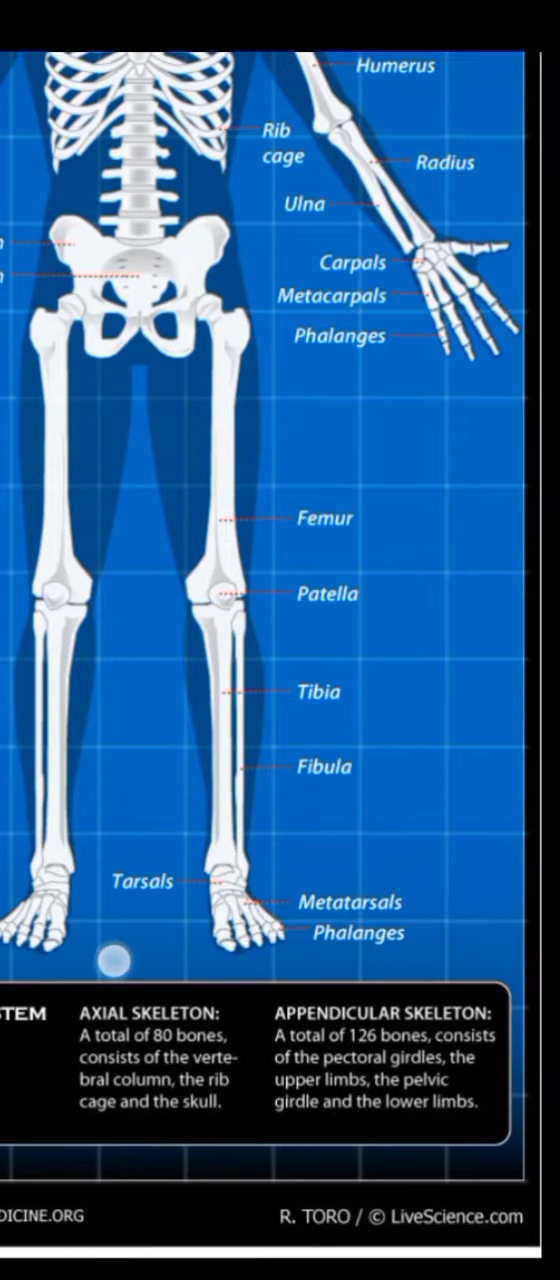 Humerus
Rib
cage
Radius
Ulna
Carpals
Metacarpals
Phalanges
Femur
Patella
Tibia
Fibula
Tarsals
Metatarsals
Phalanges
AXIAL SKELETON:
A total of 80 bones,
consists of the verte-
bral column, the rib
cage and the skull.
APPENDICULAR SKELETON:
A total of 126 bones, consists
of the pectoral girdles, the
upper limbs, the pelvic
girdle and the lower limbs.
R. TORO / © LiveScience.com